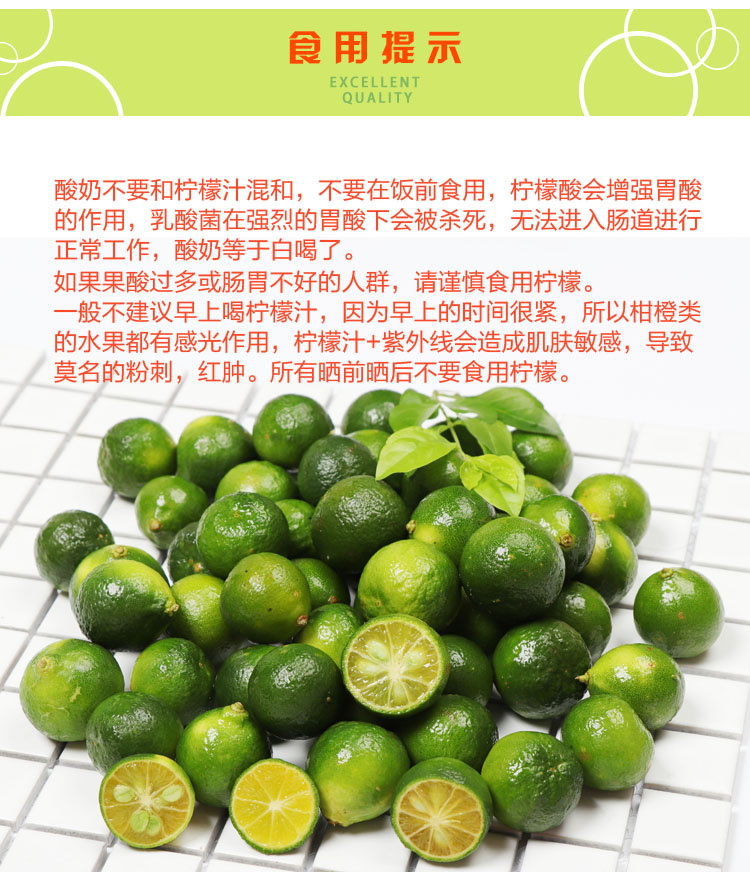 食用提示
EXCELLENT
QUALITY
酸奶不要和柠檬汁混和，不要在饭前食用，柠檬酸会增强胃酸
的作用，乳酸菌在强烈的胃酸下会被杀死，无法进入肠道进行
正常工作，酸奶等于白喝了。
如果果酸过多或肠胃不好的人群，请谨慎食用柠檬。
一般不建议早上喝柠檬汁，因为早上的时间很紧，所以柑橙类
的水果都有感光作用，柠檬汁+紫外线会造成肌肤敏感，导致
莫名的粉刺，红肿。所有晒前晒后不要食用柠檬。